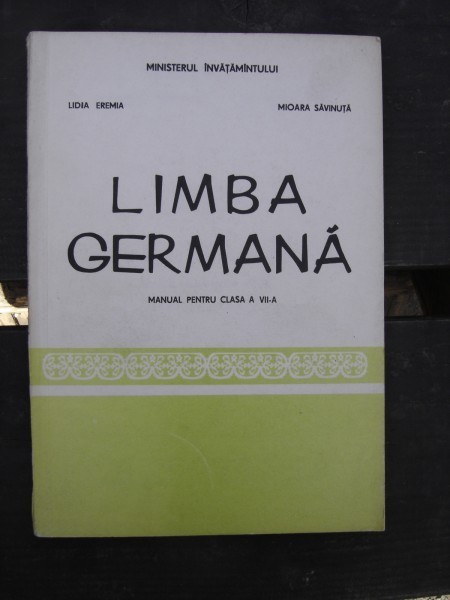 MINISTERUL ÎNVĂȚĂMÎNTULUI
LIDIA EREMIA MIOARA SĂVINUȚĂ
LIMBA
GERMANĂ
MANUAL PENTRU CLASA A VII-A